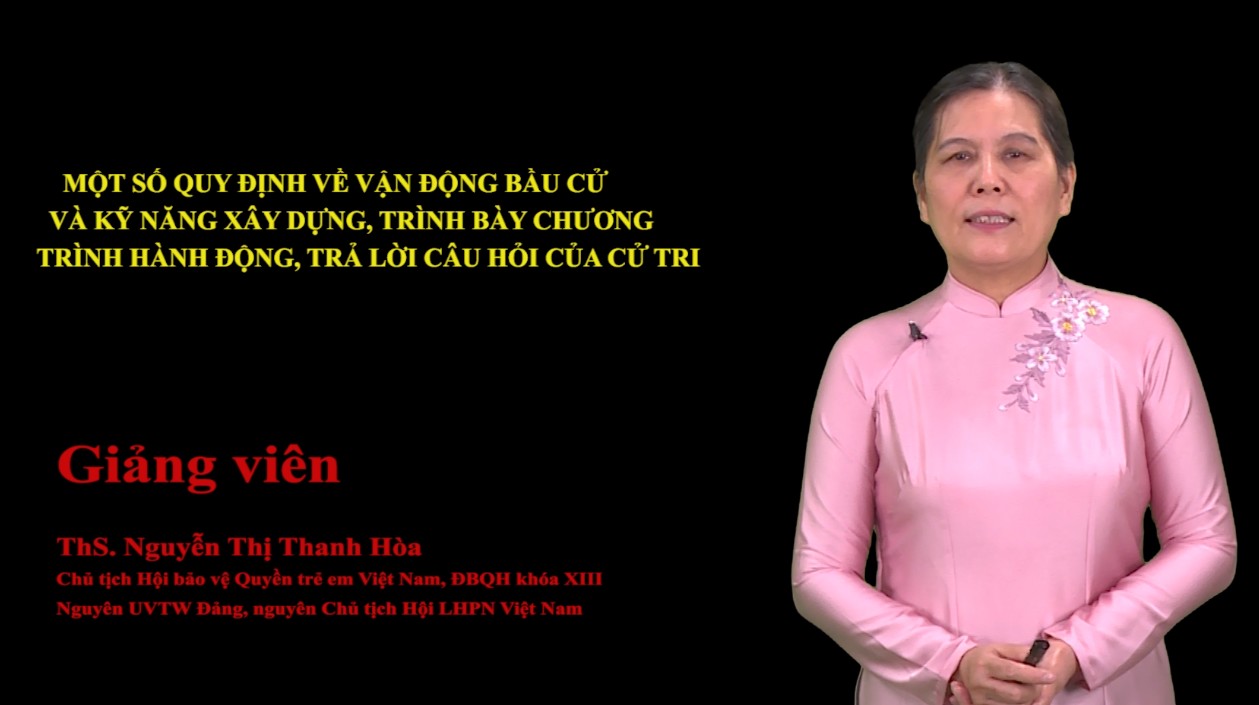 MỘT SỐ QUY ĐỊNH VỀ VẬN ĐỘNG BẦU CỬ
VÀ KỸ NĂNG XÂY DỰNG, TRÌNH BÀY CHƯƠNG
TRÌNH HÀNH ĐỘNG, TRẢ LỜI CÂU HỎI CỦA CỬ TRI
Giảng viên
ThS. Nguyễn Thị Thanh Hòa
Chủ tịch Hội bảo vệ Quyền trẻ em Việt Nam, ĐBQH khóa XIII
Nguyên UVTW Đảng, nguyên Chủ tịch Hội LHPN Việt Nam